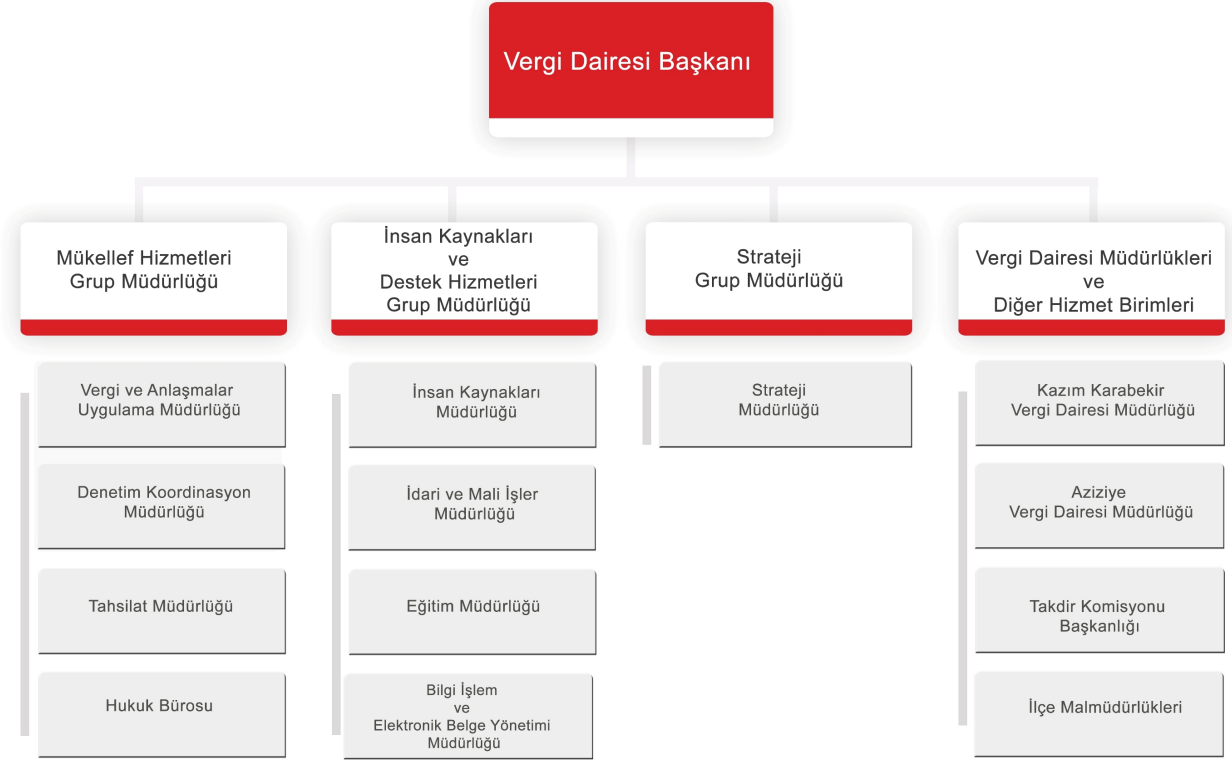 Vergi Dairesi Başkanı
Mükellef Hizmetleri
Grup Müdürlüğü
İnsan Kaynakları
ve
Destek Hizmetleri
Grup Müdürlüğü
Strateji
Grup Müdürlüğü
Vergi Dairesi Müdürlükleri
ve
Diğer Hizmet Birimleri
Vergi ve Anlaşmalar
Uygulama Müdürlüğü
Denetim Koordinasyon
Müdürlüğü
Tahsilat Müdürlüğü
Hukuk Bürosu
İnsan Kaynakları
Müdürlüğü
İdari ve Mali İşler
Müdürlüğü
Eğitim Müdürlüğü
Bilgi İşlem
ve
Elektronik Belge Yönetimi
Müdürlüğü
Strateji
Müdürlüğü
Kazım Karabekir
Vergi Dairesi Müdürlüğü
Aziziye
Vergi Dairesi Müdürlüğü
Takdir Komisyonu
Başkanlığı
İlçe Malmüdürlükleri